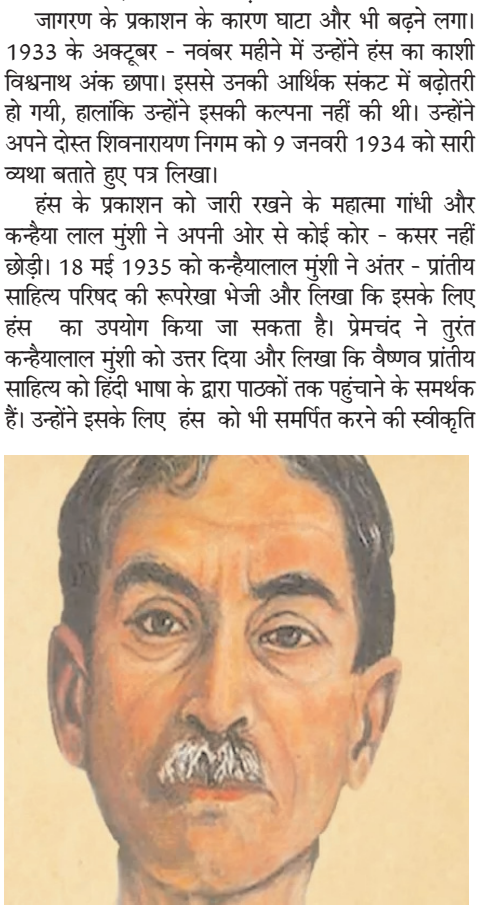 जागरण के प्रकाशन के कारण घाटा और भी बढ़ने लगा।
1933 के अक्टूबर - नवंबर महीने में उन्होंने हंस का काशी
विश्वनाथ अंक छापा। इससे उनकी आर्थिक संकट में बढ़ोतरी
हो गयी, हालांकि उन्होंने इसकी कल्पना नहीं की थी। उन्होंने
अपने दोस्त शिवनारायण निगम को 9 जनवरी 1934 को सारी
व्यथा बताते हुए पत्र लिखा।
हंस के प्रकाशन को जारी रखने के महात्मा गांधी और
कन्हैया लाल मुंशी ने अपनी ओर से कोई कोर - कसर नहीं
छोड़ी। 18 मई 1935 को कन्हैयालाल मुंशी ने अंतर - प्रांतीय
साहित्य परिषद की रूपरेखा भेजी और लिखा कि इसके लिए
हंस का उपयोग किया जा सकता है। प्रेमचंद ने तुरंत
कन्हैयालाल मुंशी को उत्तर दिया और लिखा कि वैष्णव प्रांतीय
साहित्य को हिंदी भाषा के द्वारा पाठकों तक पहुंचाने के समर्थक
हैं। उन्होंने इसके लिए हंस को भी समर्पित करने की स्वीकृति